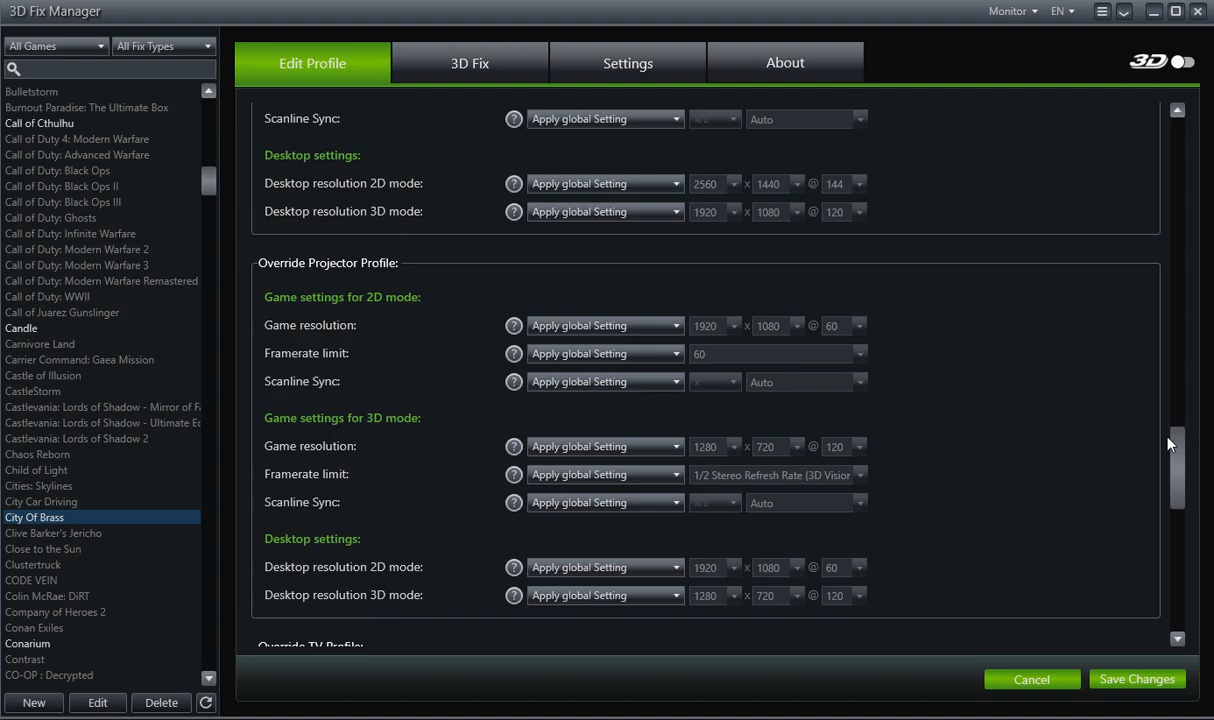 3D Fix Manager
Monitor EN
All Games All Fix Types
Edit Profile 3D Fix Settings About 3D
Bulletstorm
Burnout Paradise: The Ultimate Box
Call of Cthulhu
Call of Duty 4: Modern Warfare
Call of Duty: Advanced Warfare
Call of Duty: Black Ops
Call of Duty: Black Ops II
Call of Duty: Black Ops III
Call of Duty: Ghosts
Call of Duty: Infinite Warfare
Call of Duty: Modern Warfare 2
Call of Duty: Modern Warfare 3
Call of Duty: Modern Warfare Remastered
Call of Duty: WWII
Call of Juarez Gunslinger
Candle
Carnivore Land
Carrier Command: Gaea Mission
Castle of Illusion
CastleStorm
Castlevania: Lords of Shadow - Mirror of Fa
Castlevania: Lords of Shadow - Ultimate Ec
Castlevania: Lords of Shadow 2
Chaos Reborn
Child of Light
Cities: Skylines
City Car Driving
City Of Brass
Clive Barker's Jericho
Close to the Sun
Clustertruck
CODE VEIN
Colin McRae: DiRT
Company of Heroes 2
Conan Exiles
Conarium
Contrast
CO-OP : Decrypted
New Edit Delete
Scanline Sync: ? Apply global Setting x/2 Auto
Desktop settings:
Desktop resolution 2D mode: ? Apply global Setting 2560 x 1440 @ 144
Desktop resolution 3D mode: ? Apply global Setting 1920 x 1080 @ 120
Override Projector Profile:
Game settings for 2D mode:
Game resolution: ? Apply global Setting 1920 x 1080 @ 60
Framerate limit: ? Apply global Setting 60
Scanline Sync: ? Apply global Setting x Auto
Game settings for 3D mode:
Game resolution: ? Apply global Setting 1280 x 720 @ 120
Framerate limit: ? Apply global Setting 1/2 Stereo Refresh Rate (3D Vision
Scanline Sync: ? Apply global Setting x/2 Auto
Desktop settings:
Desktop resolution 2D mode: ? Apply global Setting 1920 x 1080 @ 60
Desktop resolution 3D mode: ? Apply global Setting 1280 x 720 @ 120
Override TV Profile:
Cancel Save Changes